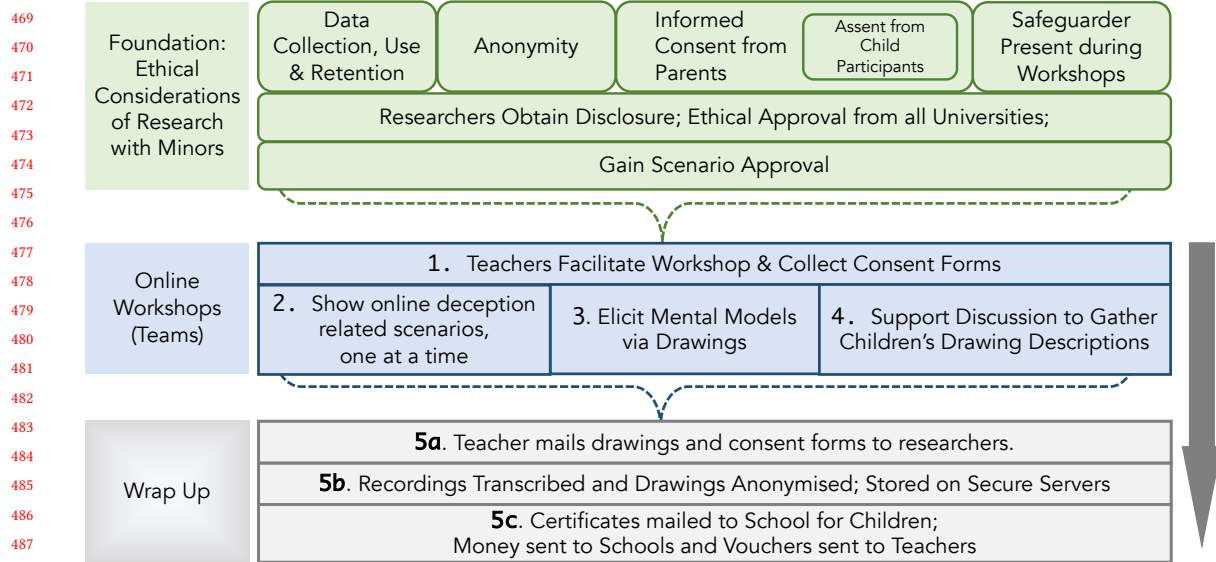 469
470
471
472
473
474
475
476
477
478
479
480
481
482
483
484
485
486
487
Foundation:
Ethical
Considerations
of Research
with Minors
Data
Collection, Use
& Retention
Anonymity
Informed
Consent from
Parents
Assent from
Child
Participants
Safeguarder
Present during
Workshops
Researchers Obtain Disclosure; Ethical Approval from all Universities;
Gain Scenario Approval
Online
Workshops
(Teams)
1. Teachers Facilitate Workshop & Collect Consent Forms
2. Show online deception
related scenarios,
one at a time
3. Elicit Mental Models
via Drawings
4. Support Discussion to Gather
Children's Drawing Descriptions
Wrap Up
5a. Teacher mails drawings and consent forms to researchers.
5b. Recordings Transcribed and Drawings Anonymised; Stored on Secure Servers
5c. Certificates mailed to School for Children;
Money sent to Schools and Vouchers sent to Teachers